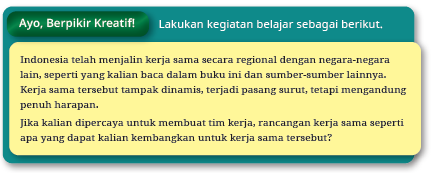 Ayo, Berpikir Kreatif!
Lakukan kegiatan belajar sebagai berikut.
Indonesia telah menjalin kerja sama secara regional dengan negara-negara
lain, seperti yang kalian baca dalam buku ini dan sumber-sumber lainnya.
Kerja sama tersebut tampak dinamis, terjadi pasang surut, tetapi mengandung
penuh harapan.
Jika kalian dipercaya untuk membuat tim kerja, rancangan kerja sama seperti
apa yang dapat kalian kembangkan untuk kerja sama tersebut?